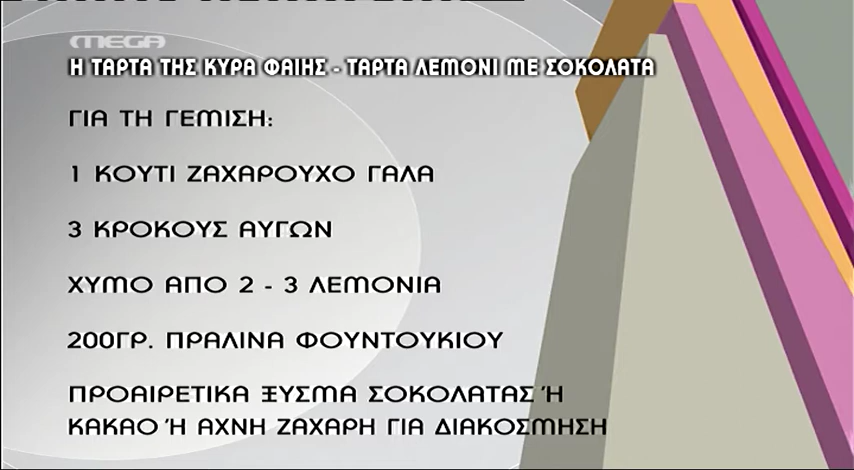 MEGA
Η ΤΑΡΤΑ ΤΗΣ ΚΥΡΑ ΦΑΙΗΣ - ΤΑΡΤΑ ΛΕΜΟΝΙ ΜΕ ΣΟΚΟΛΑΤΑ
ΓΙΑ ΤΗ ΓΕΜΙΣΗ:
1 ΚΟΥΤΙ ΖΑΧΑΡΟΥΧΟ ΓΑΛΑ
3 ΚΡΟΚΟΥΣ ΑΥΓΩΝ
ΧΥΜΟ ΑΠΟ 2 - 3 ΛΕΜΟΝΙΑ
200ΓΡ. ΠΡΑΛΙΝΑ ΦΟΥΝΤΟΥΚΙΟΥ
ΠΡΟΑΙΡΕΤΙΚΑ ΞΥΣΜΑ ΣΟΚΟΛΑΤΑΣ Ή
ΚΑΚΑΟ Ή ΑΧΝΗ ΖΑΧΑΡΗ ΓΙΑ ΔΙΑΚΟΣΜΗΣΗ